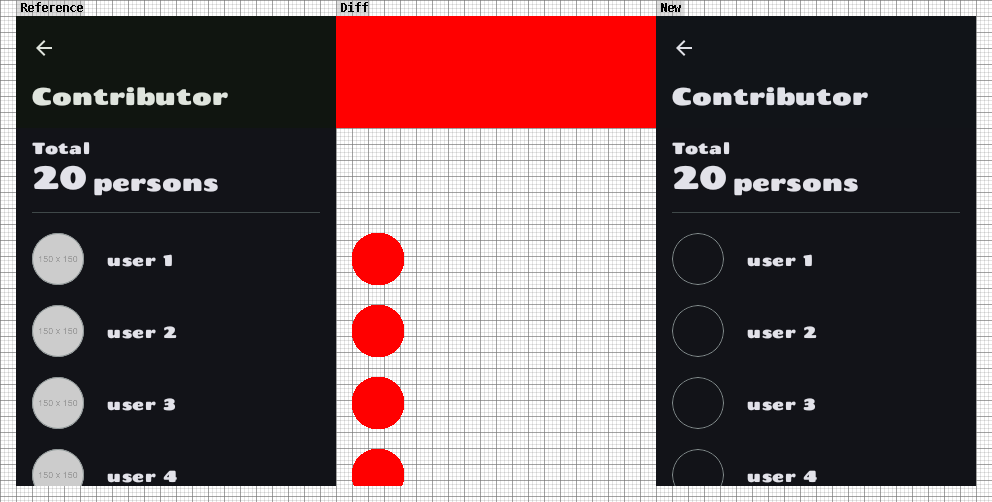 Reference
Diff
New
Contributor
Contributor
Total
Total
20 persons
20 persons
150 x 150
user 1
user 1
150 x 150
user 2
user 2
150 x 150
user 3
user 3
150 x 150
user 4
user 4